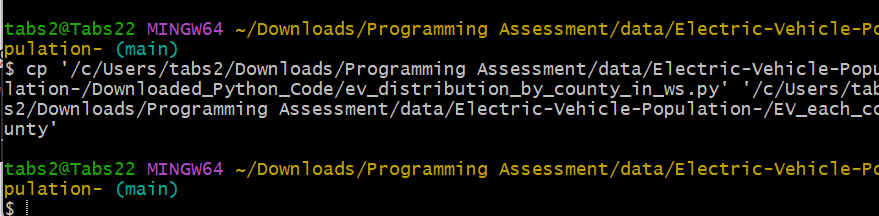 tabs2@Tabs22 MINGW64 ~/Downloads/Programming Assessment/data/Electric-Vehicle-Po
pulation- (main)
$ cp '/c/Users/tabs2/Downloads/Programming Assessment/data/Electric-Vehicle-Popu
lation-/Downloaded_Python_Code/ev_distribution_by_county_in_ws.py' '/c/Users/tab
s2/Downloads/Programming Assessment/data/Electric-Vehicle-Population-/EV_each_co
unty'
tabs2@Tabs22 MINGW64 ~/Downloads/Programming Assessment/data/Electric-Vehicle-Po
pulation- (main)
$